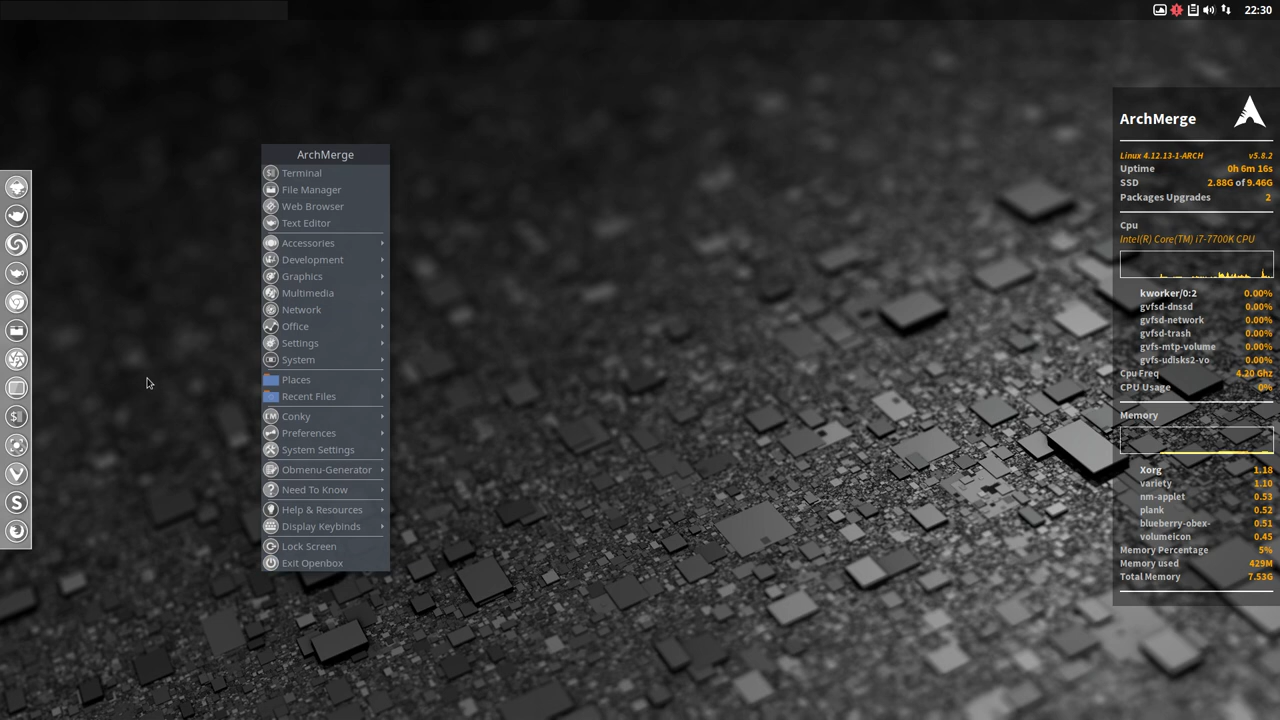 22:30
ArchMerge
Terminal
File Manager
Web Browser
Text Editor
Accessories
Development
Graphics
Multimedia
Network
Office
Settings
System
Places
Recent Files
Conky
Preferences
System Settings
Obmenu-Generator
Need To Know
Help & Resources
Display Keybinds
Lock Screen
Exit Openbox
ArchMerge
Linux 4.12.13-1-ARCH v5.8.2
Uptime 0h 6m 16s
SSD 2.88G of 9.46G
Packages Upgrades 2
Cpu
Intel(R) Core(TM) i7-7700K CPU
kworker/0:2 0.00%
gvfsd-dnssd 0.00%
gvfsd-network 0.00%
gvfsd-trash 0.00%
gvfs-mtp-volume 0.00%
gvfs-udisks2-vo 0.00%
Cpu Freq 4.20 Ghz
CPU Usage 0%
Memory
Xorg 1.18
variety 1.10
nm-applet 0.53
plank 0.52
blueberry-obex- 0.51
volumeicon 0.45
Memory Percentage 5%
Memory used 429M
Total Memory 7.53G